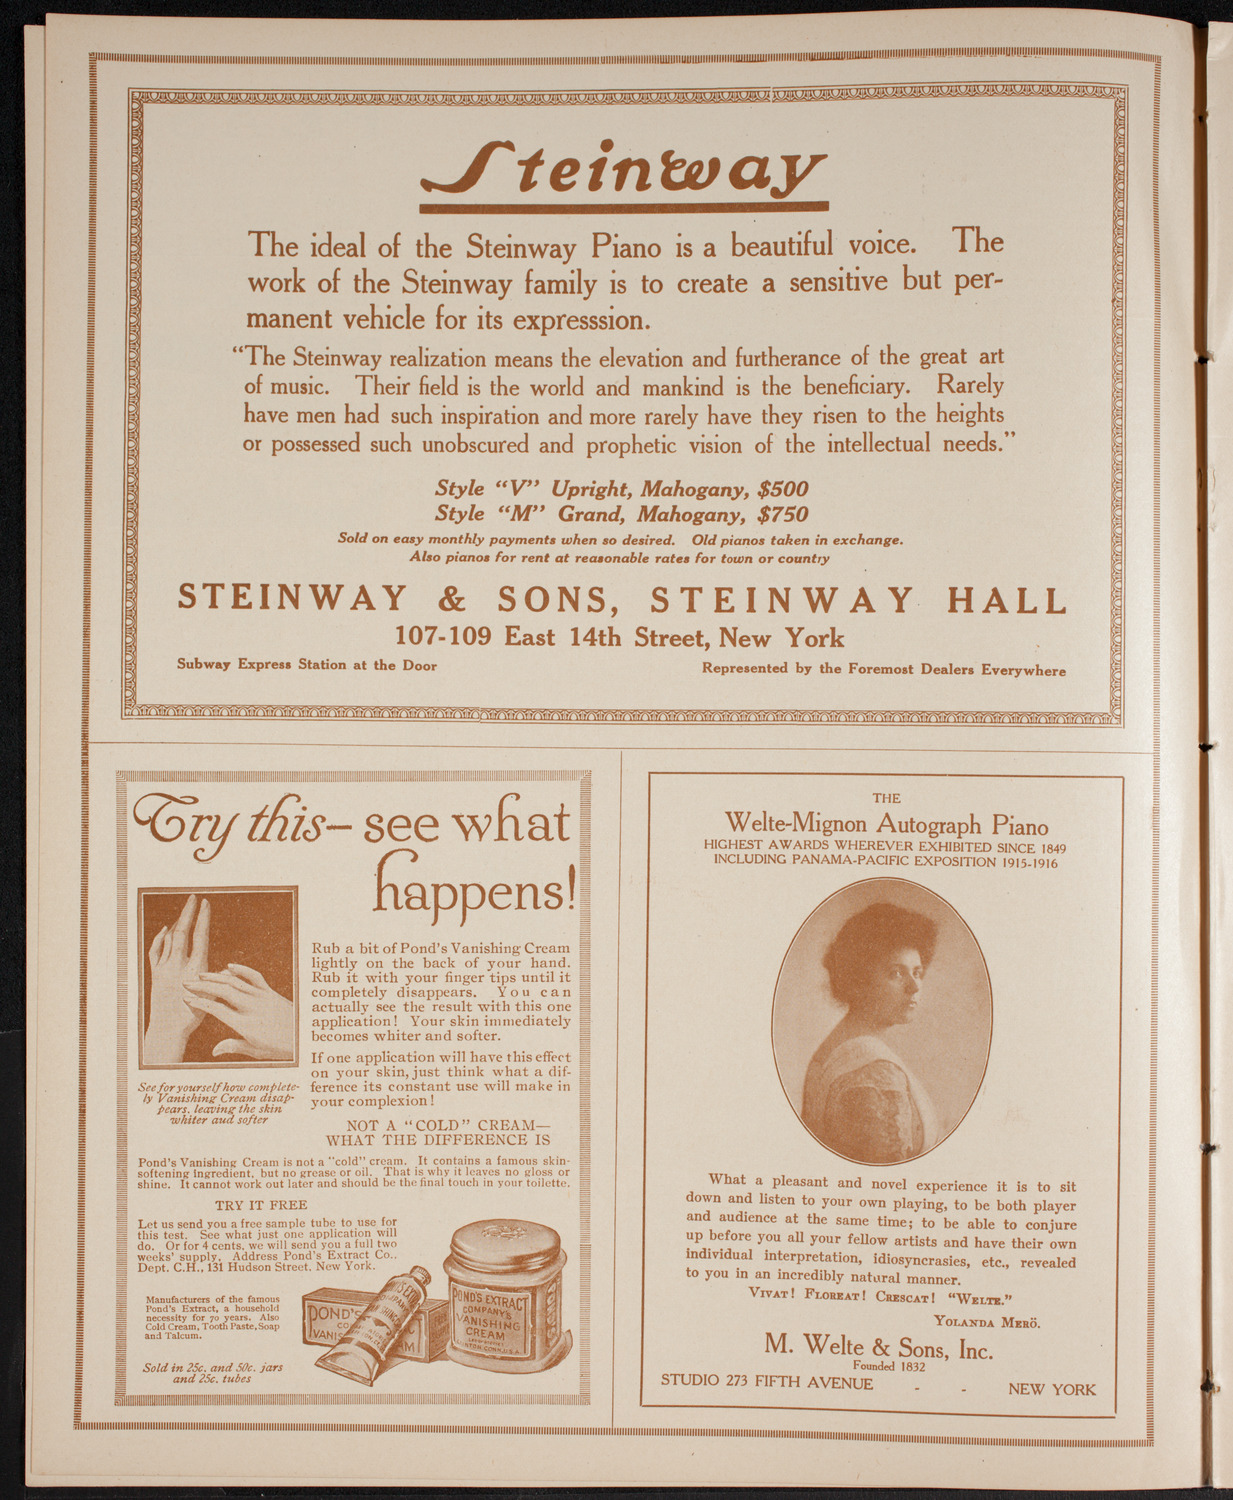 Steinway
The ideal of the Steinway Piano is a beautiful voice. The
work of the Steinway family is to create a sensitive but per-
manent vehicle for its expresssion.
“The Steinway realization means the elevation and furtherance of the great art
of music. Their field is the world and mankind is the beneficiary. Rarely
have men had such inspiration and more rarely have they risen to the heights
or possessed such unobscured and prophetic vision of the intellectual needs.”
Style “V” Upright, Mahogany, $500
Style “M” Grand, Mahogany, $750
Sold on easy monthly payments when so desired. Old pianos taken in exchange.
Also pianos for rent at reasonable rates for town or country
STEINWAY & SONS, STEINWAY HALL
107-109 East 14th Street, New York
Subway Express Station at the Door
Represented by the Foremost Dealers Everywhere
Try this—see what
happens!
Rub a bit of Pond's Vanishing Cream
lightly on the back of your hand.
Rub it with your finger tips until it
completely disappears. You can
actually see the result with this one
application! Your skin immediately
becomes whiter and softer.
If one application will have this effect
on your skin, just think what a dif-
ference its constant use will make in
your complexion!
See for yourself how complete-
ly Vanishing Cream disap-
pears, leaving the skin
whiter and softer
NOT A “COLD” CREAM—
WHAT THE DIFFERENCE IS
Pond's Vanishing Cream is not a "cold" cream. It contains a famous skin-
softening ingredient, but no grease or oil. That is why it leaves no gloss or
shine. It cannot work out later and should be the final touch in your toilette.
TRY IT FREE
Let us send you a free sample tube to use for
this test. See what just one application will
do. Or for 4 cents, we will send you a full two
weeks' supply, Address Pond's Extract Co.,
Dept. C.H., 131 Hudson Street, New York.
Manufacturers of the famous
Pond's Extract, a household
necessity for 70 years. Also
Cold Cream, Tooth Paste, Soap
and Talcum.
Sold in 25c. and 50c. jars
and 25c. tubes
POND'S
VANIS
POND'S EXTRACT
COMPANY'S
VANISHING
CREAM
THE
Welte-Mignon Autograph Piano
HIGHEST AWARDS WHEREVER EXHIBITED SINCE 1849
INCLUDING PANAMA-PACIFIC EXPOSITION 1915-1916
What a pleasant and novel experience it is to sit
down and listen to your own playing, to be both player
and audience at the same time; to be able to conjure
up before you all your fellow artists and have their own
individual interpretation, idiosyncrasies, etc., revealed
to you in an incredibly natural manner.
VIVAT! FLOREAT! CRESCAT! “WELTE.”
YOLANDA MERÖ.
M. Welte & Sons, Inc.
Founded 1832
STUDIO 273 FIFTH AVENUE - - NEW YORK